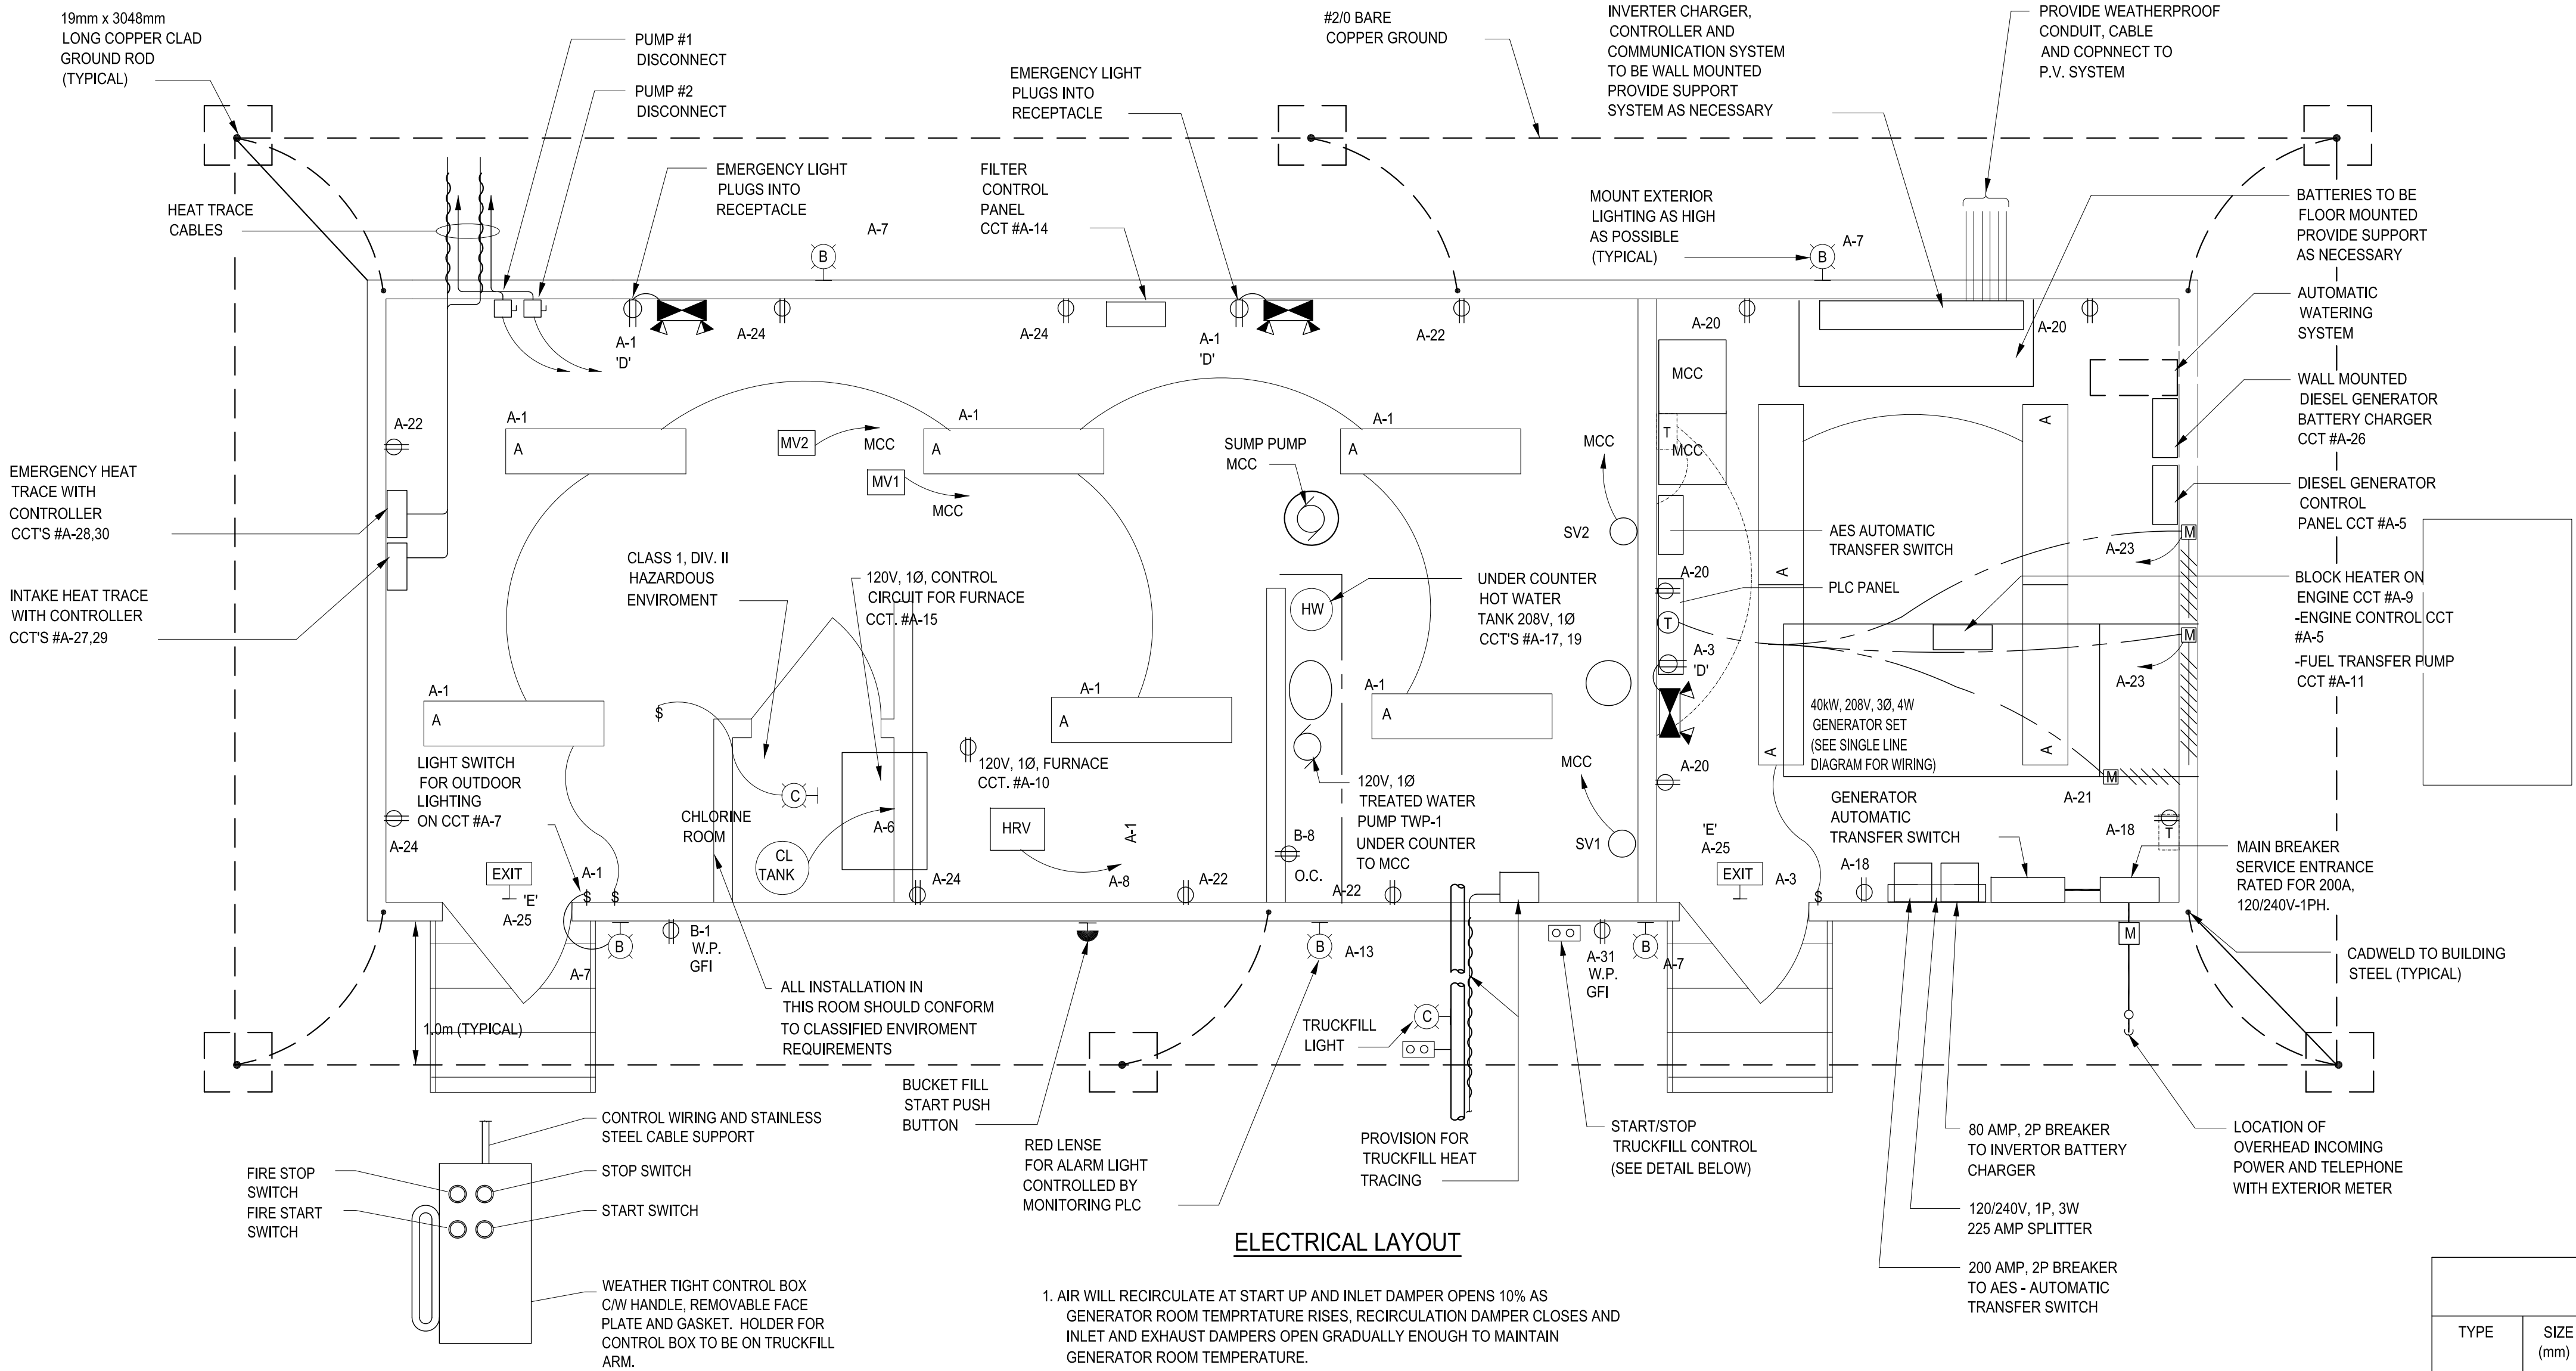 19mm x 3048mm
LONG COPPER CLAD
GROUND ROD
(TYPICAL)
PUMP #1
DISCONNECT
PUMP #2
DISCONNECT
EMERGENCY LIGHT
PLUGS INTO
RECEPTACLE
#2/0 BARE
COPPER GROUND
INVERTER CHARGER,
CONTROLLER AND
COMMUNICATION SYSTEM
TO BE WALL MOUNTED
PROVIDE SUPPORT
SYSTEM AS NECESSARY
PROVIDE WEATHERPROOF
CONDUIT, CABLE
AND COPNNECT TO
P.V. SYSTEM
HEAT TRACE
CABLES
EMERGENCY LIGHT
PLUGS INTO
RECEPTACLE
A-7
B
FILTER
CONTROL
PANEL
CCT #A-14
MOUNT EXTERIOR
LIGHTING AS HIGH
AS POSSIBLE
(TYPICAL)
B
A-7
BATTERIES TO BE
FLOOR MOUNTED
PROVIDE SUPPORT
AS NECESSARY
AUTOMATIC
WATERING
SYSTEM
WALL MOUNTED
DIESEL GENERATOR
BATTERY CHARGER
CCT #A-26
DIESEL GENERATOR
CONTROL
PANEL CCT #A-5
BLOCK HEATER ON
ENGINE CCT #A-9
-ENGINE CONTROL CCT
#A-5
-FUEL TRANSFER PUMP
CCT #A-11
A-1
'D'
A-24
A-24
A-1
'D'
A-22
A-20
A-20
A-22
A-1
A
MV2
MCC
MV1
MCC
A-1
A
SUMP PUMP
MCC
A-1
A
MCC
SV2
MCC
T
MCC
A
A
A
A
AES AUTOMATIC
TRANSFER SWITCH
PLC PANEL
A-20
T
A-3
'D'
A-20
M
A-23
M
A-23
M
A-21
40kW, 208V, 3Ø, 4W
GENERATOR SET
(SEE SINGLE LINE
DIAGRAM FOR WIRING)
EMERGENCY HEAT
TRACE WITH
CONTROLLER
CCT'S #A-28,30
INTAKE HEAT TRACE
WITH CONTROLLER
CCT'S #A-27,29
CLASS 1, DIV. II
HAZARDOUS
ENVIROMENT
120V, 1Ø, CONTROL
CIRCUIT FOR FURNACE
CCT. #A-15
HW
UNDER COUNTER
HOT WATER
TANK 208V, 1Ø
CCT'S #A-17, 19
A-1
A
$
LIGHT SWITCH
FOR OUTDOOR
LIGHTING
ON CCT #A-7
A-24
C
CHLORINE
ROOM
CL
TANK
A-6
120V, 1Ø, FURNACE
CCT. #A-10
HRV
A-8
A-1
A-1
A
A-1
A
120V, 1Ø
TREATED WATER
PUMP TWP-1
UNDER COUNTER
TO MCC
B-8
O.C.
MCC
SV1
GENERATOR
AUTOMATIC
TRANSFER SWITCH
A-18
T
MAIN BREAKER
SERVICE ENTRANCE
RATED FOR 200A,
120/240V-1PH.
EXIT
'E'
A-25
A-1
$
$
A-24
A-22
A-22
'E'
A-25
EXIT
A-3
$
A-18
B
A-7
B-1
W.P.
GFI
B
A-13
A-31
W.P.
GFI
B
A-7
M
CADWELD TO BUILDING
STEEL (TYPICAL)
1.0m (TYPICAL)
ALL INSTALLATION IN
THIS ROOM SHOULD CONFORM
TO CLASSIFIED ENVIROMENT
REQUIREMENTS
TRUCKFILL
LIGHT
C
BUCKET FILL
START PUSH
BUTTON
RED LENSE
FOR ALARM LIGHT
CONTROLLED BY
MONITORING PLC
PROVISION FOR
TRUCKFILL HEAT
TRACING
START/STOP
TRUCKFILL CONTROL
(SEE DETAIL BELOW)
80 AMP, 2P BREAKER
TO INVERTOR BATTERY
CHARGER
120/240V, 1P, 3W
225 AMP SPLITTER
200 AMP, 2P BREAKER
TO AES - AUTOMATIC
TRANSFER SWITCH
LOCATION OF
OVERHEAD INCOMING
POWER AND TELEPHONE
WITH EXTERIOR METER
CONTROL WIRING AND STAINLESS
STEEL CABLE SUPPORT
FIRE STOP
SWITCH
FIRE START
SWITCH
STOP SWITCH
START SWITCH
WEATHER TIGHT CONTROL BOX
C/W HANDLE, REMOVABLE FACE
PLATE AND GASKET. HOLDER FOR
CONTROL BOX TO BE ON TRUCKFILL
ARM.
ELECTRICAL LAYOUT
1. AIR WILL RECIRCULATE AT START UP AND INLET DAMPER OPENS 10% AS
GENERATOR ROOM TEMPRTATURE RISES, RECIRCULATION DAMPER CLOSES AND
INLET AND EXHAUST DAMPERS OPEN GRADUALLY ENOUGH TO MAINTAIN
GENERATOR ROOM TEMPERATURE.
TYPE
SIZE
(mm)